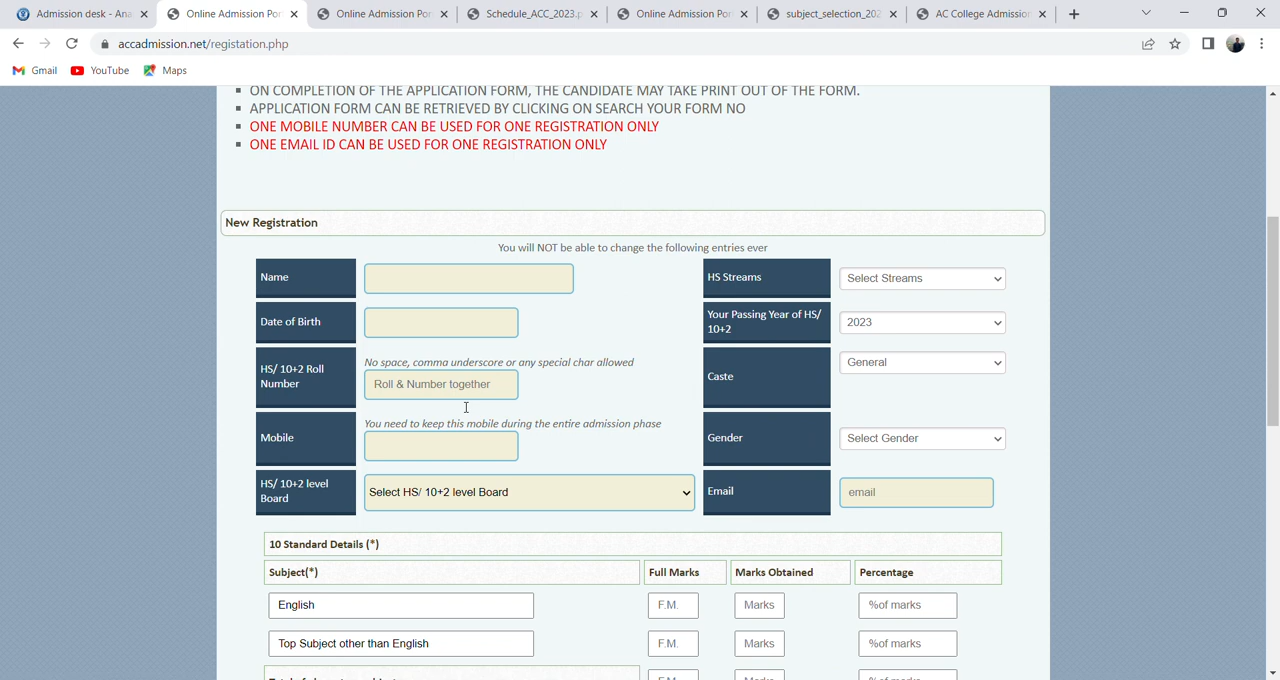 Admission desk - Ana
Online Admission Por
Online Admission Por
Schedule_ACC_2023.p
Online Admission Por
subject_selection_202
AC College Admission
accadmission.net/registation.php
Gmail
YouTube
Maps
ON COMPLETION OF THE APPLICATION FORM, THE CANDIDATE MAY TAKE PRINT OUT OF THE FORM.
APPLICATION FORM CAN BE RETRIEVED BY CLICKING ON SEARCH YOUR FORM NO
ONE MOBILE NUMBER CAN BE USED FOR ONE REGISTRATION ONLY
ONE EMAIL ID CAN BE USED FOR ONE REGISTRATION ONLY
New Registration
You will NOT be able to change the following entries ever
Name
HS Streams
Select Streams
Date of Birth
Your Passing Year of HS/
10+2
2023
HS/ 10+2 Roll
Number
No space, comma underscore or any special char allowed
Roll & Number together
Caste
General
Mobile
You need to keep this mobile during the entire admission phase
Gender
Select Gender
HS/ 10+2 level
Board
Select HS/ 10+2 level Board
Email
email
10 Standard Details (*)
Subject(*)
Full Marks
Marks Obtained
Percentage
English
F.M.
Marks
%of marks
Top Subject other than English
F.M.
Marks
%of marks